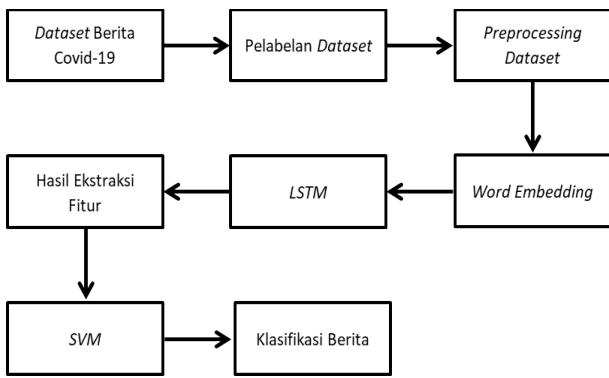 Dataset Berita
Covid-19
Pelabelan Dataset
Preprocessing
Dataset
Word Embedding
LSTM
Hasil Ekstraksi
Fitur
SVM
Klasifikasi Berita